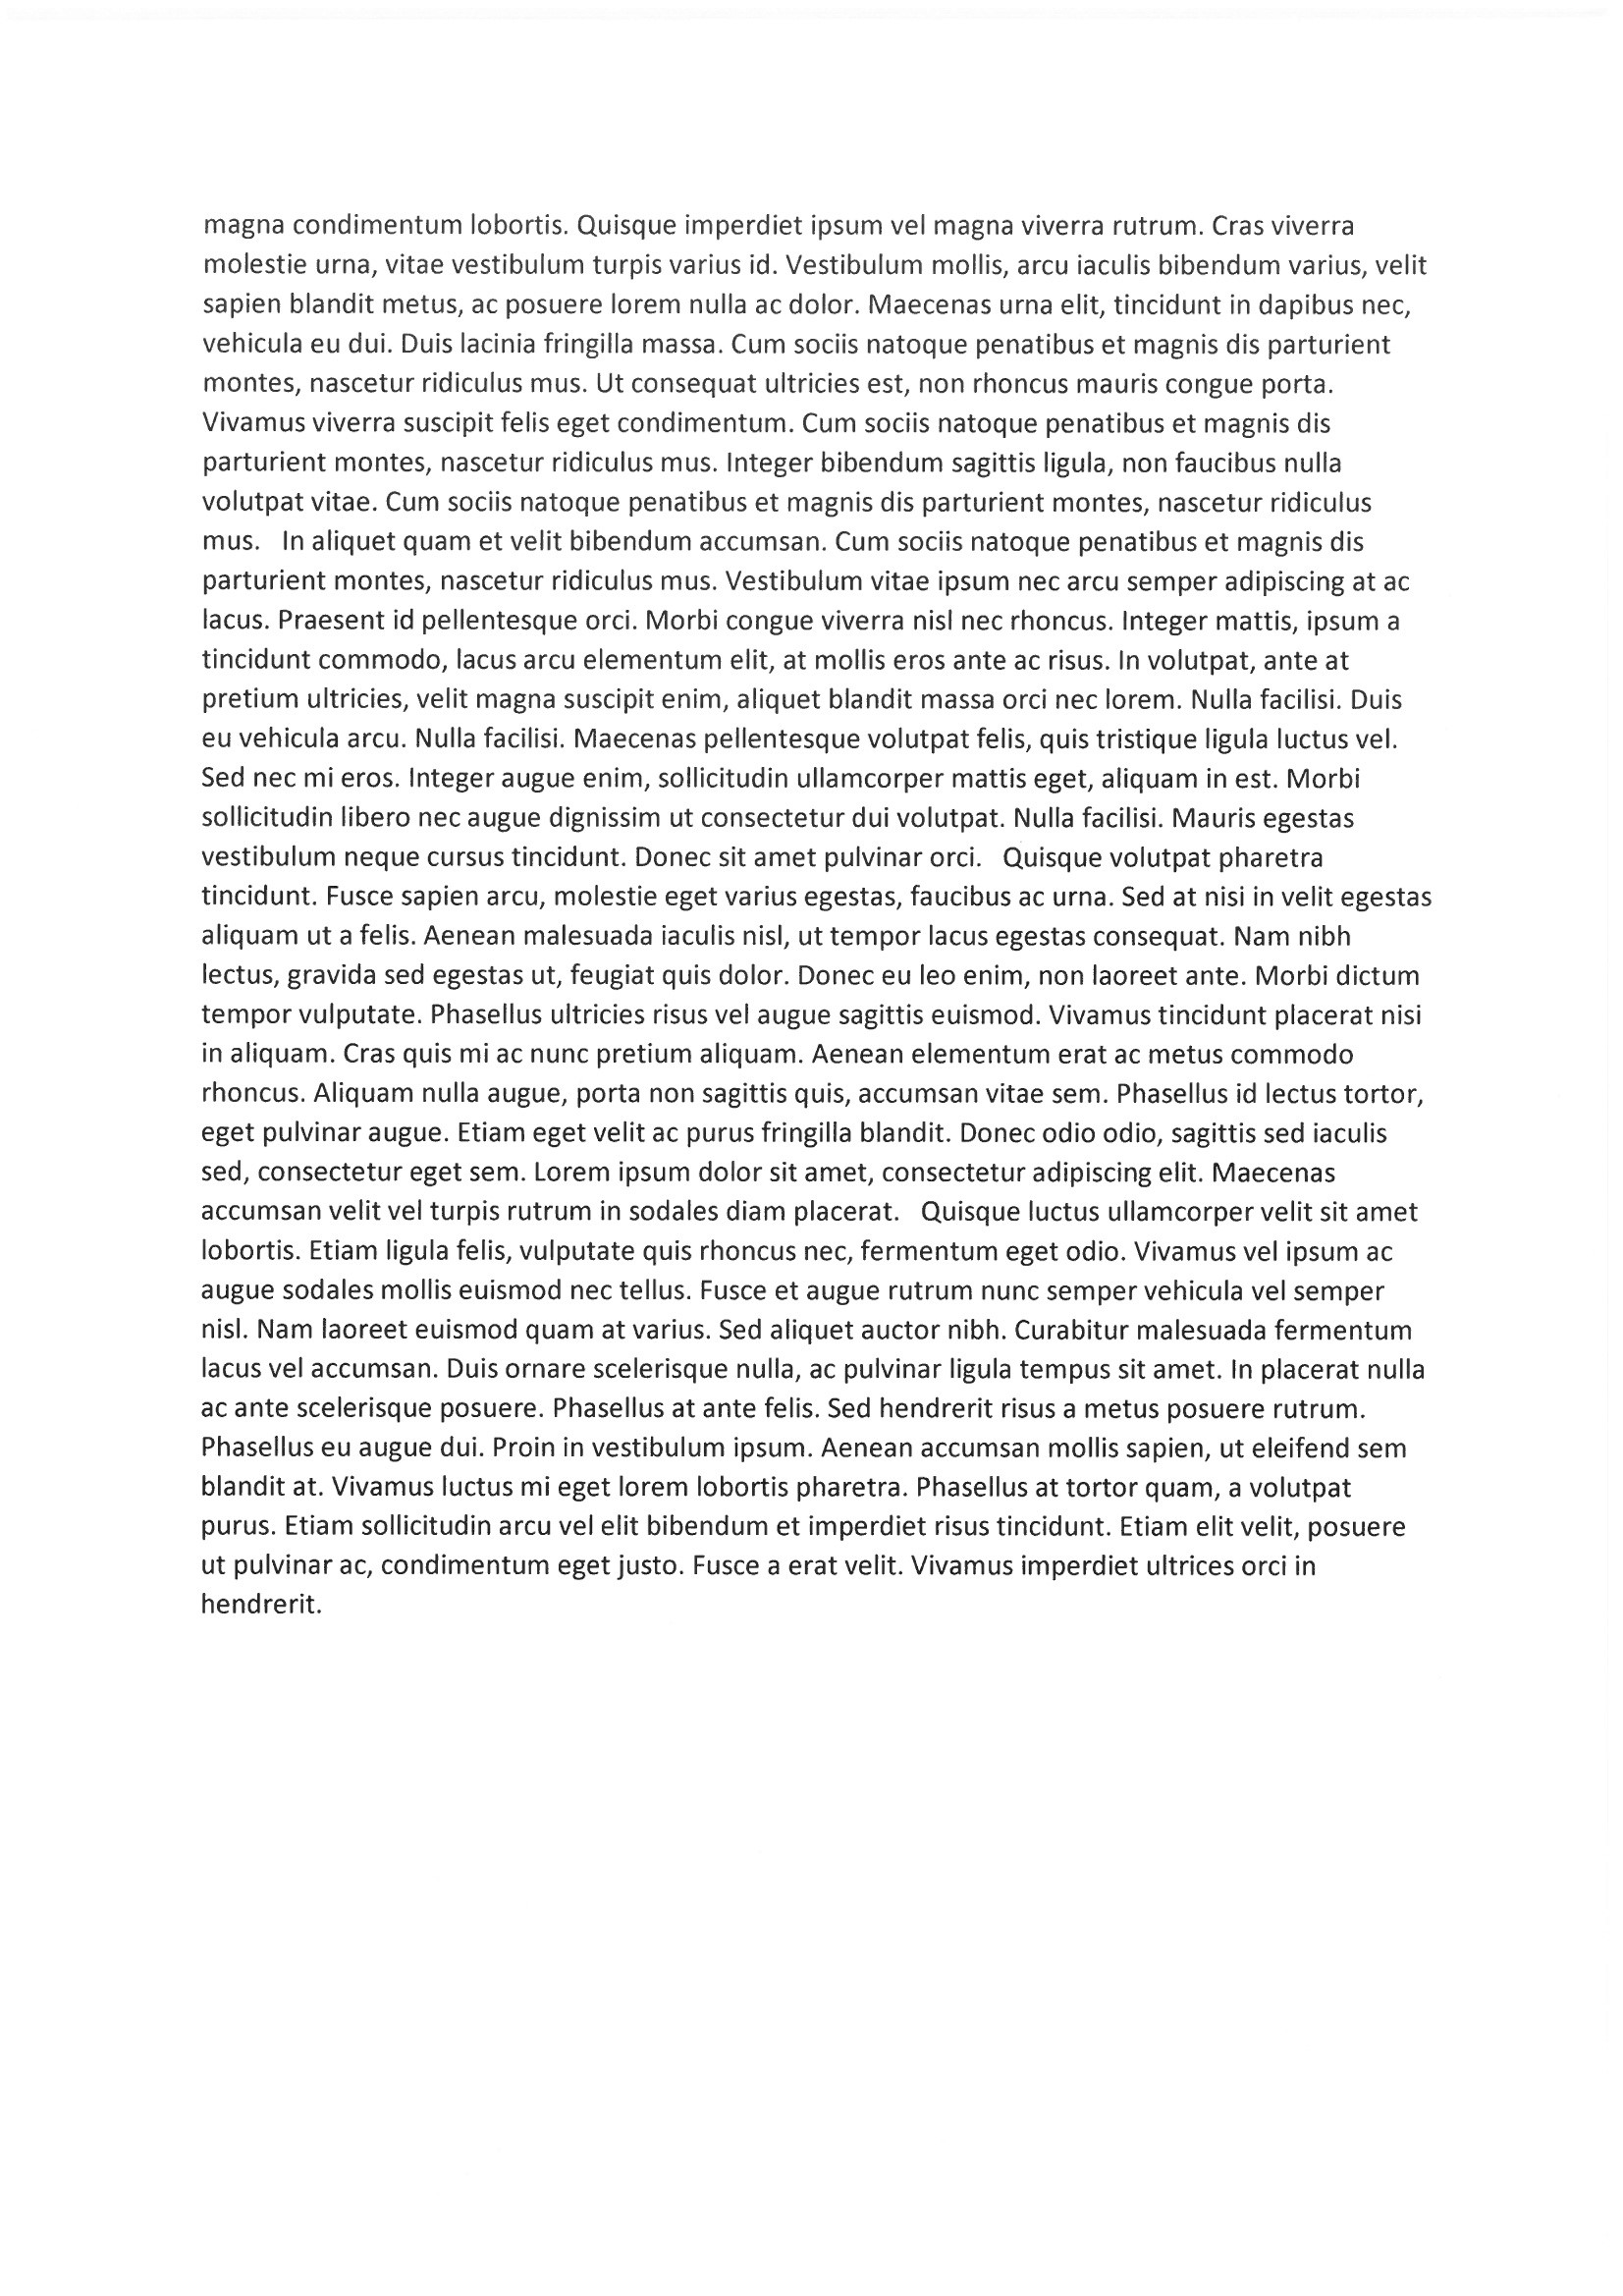 magna condimentum lobortis. Quisque imperdiet ipsum vel magna viverra rutrum. Cras viverra
molestie urna, vitae vestibulum turpis varius id. Vestibulum mollis, arcu iaculis bibendum varius, velit
sapien blandit metus, ac posuere lorem nulla ac dolor. Maecenas urna elit, tincidunt in dapibus nec,
vehicula eu dui. Duis lacinia fringilla massa. Cum sociis natoque penatibus et magnis dis parturient
montes, nascetur ridiculus mus. Ut consequat ultricies est, non rhoncus mauris congue porta.
Vivamus viverra suscipit felis eget condimentum. Cum sociis natoque penatibus et magnis dis
parturient montes, nascetur ridiculus mus. Integer bibendum sagittis ligula, non faucibus nulla
volutpat vitae. Cum sociis natoque penatibus et magnis dis parturient montes, nascetur ridiculus
mus.   In aliquet quam et velit bibendum accumsan. Cum sociis natoque penatibus et magnis dis
parturient montes, nascetur ridiculus mus. Vestibulum vitae ipsum nec arcu semper adipiscing at ac
lacus. Praesent id pellentesque orci. Morbi congue viverra nisl nec rhoncus. Integer mattis, ipsum a
tincidunt commodo, lacus arcu elementum elit, at mollis eros ante ac risus. In volutpat, ante at
pretium ultricies, velit magna suscipit enim, aliquet blandit massa orci nec lorem. Nulla facilisi. Duis
eu vehicula arcu. Nulla facilisi. Maecenas pellentesque volutpat felis, quis tristique ligula luctus vel.
Sed nec mi eros. Integer augue enim, sollicitudin ullamcorper mattis eget, aliquam in est. Morbi
sollicitudin libero nec augue dignissim ut consectetur dui volutpat. Nulla facilisi. Mauris egestas
vestibulum neque cursus tincidunt. Donec sit amet pulvinar orci.   Quisque volutpat pharetra
tincidunt. Fusce sapien arcu, molestie eget varius egestas, faucibus ac urna. Sed at nisi in velit egestas
aliquam ut a felis. Aenean malesuada iaculis nisl, ut tempor lacus egestas consequat. Nam nibh
lectus, gravida sed egestas ut, feugiat quis dolor. Donec eu leo enim, non laoreet ante. Morbi dictum
tempor vulputate. Phasellus ultricies risus vel augue sagittis euismod. Vivamus tincidunt placerat nisi
in aliquam. Cras quis mi ac nunc pretium aliquam. Aenean elementum erat ac metus commodo
rhoncus. Aliquam nulla augue, porta non sagittis quis, accumsan vitae sem. Phasellus id lectus tortor,
eget pulvinar augue. Etiam eget velit ac purus fringilla blandit. Donec odio odio, sagittis sed iaculis
sed, consectetur eget sem. Lorem ipsum dolor sit amet, consectetur adipiscing elit. Maecenas
accumsan velit vel turpis rutrum in sodales diam placerat.   Quisque luctus ullamcorper velit sit amet
lobortis. Etiam ligula felis, vulputate quis rhoncus nec, fermentum eget odio. Vivamus vel ipsum ac
augue sodales mollis euismod nec tellus. Fusce et augue rutrum nunc semper vehicula vel semper
nisl. Nam laoreet euismod quam at varius. Sed aliquet auctor nibh. Curabitur malesuada fermentum
lacus vel accumsan. Duis ornare scelerisque nulla, ac pulvinar ligula tempus sit amet. In placerat nulla
ac ante scelerisque posuere. Phasellus at ante felis. Sed hendrerit risus a metus posuere rutrum.
Phasellus eu augue dui. Proin in vestibulum ipsum. Aenean accumsan mollis sapien, ut eleifend sem
blandit at. Vivamus luctus mi eget lorem lobortis pharetra. Phasellus at tortor quam, a volutpat
purus. Etiam sollicitudin arcu vel elit bibendum et imperdiet risus tincidunt. Etiam elit velit, posuere
ut pulvinar ac, condimentum eget justo. Fusce a erat velit. Vivamus imperdiet ultrices orci in
hendrerit.